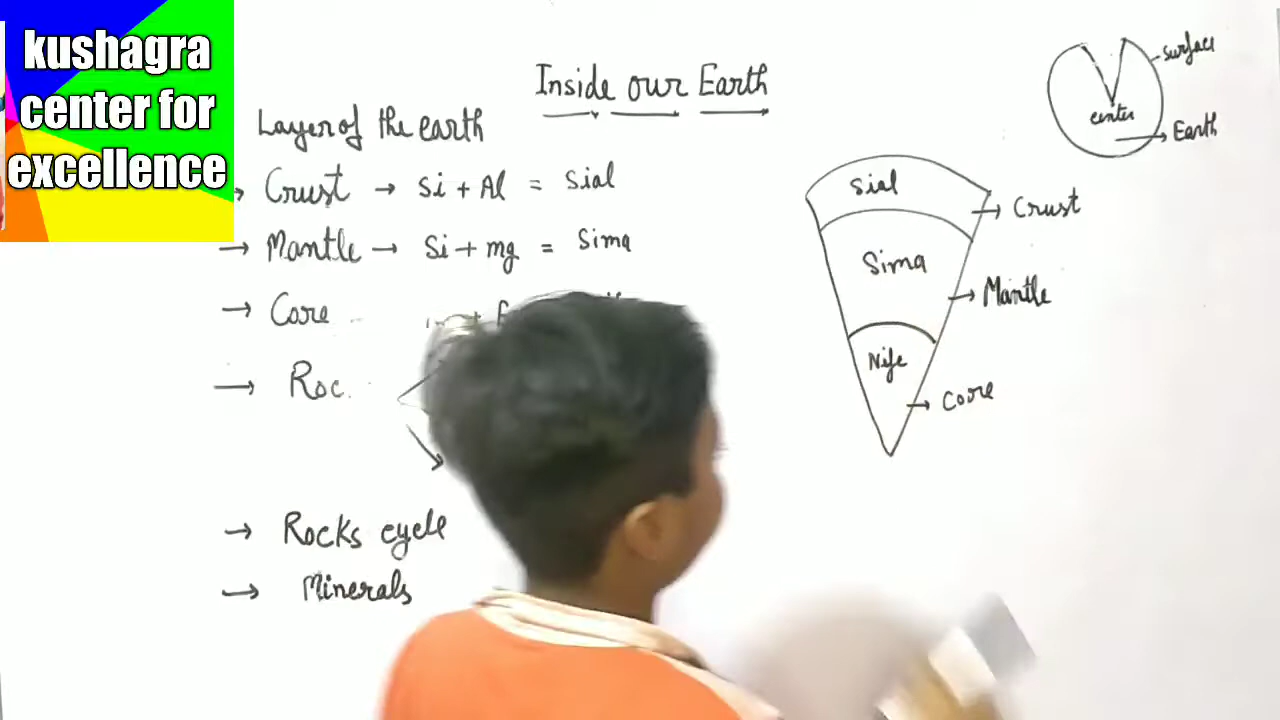 kushagra
center for
excellence
Inside our Earth
Layer of the earth
→ Crust → Si + Al = Sial
→ Mantle → Si + mg = Sima
→ Core
→ Roc
→ Rocks cycle
→ Minerals
surface
center
→ Earth
Sial
→ Crust
Sima
→ Mantle
Nife
→ Core